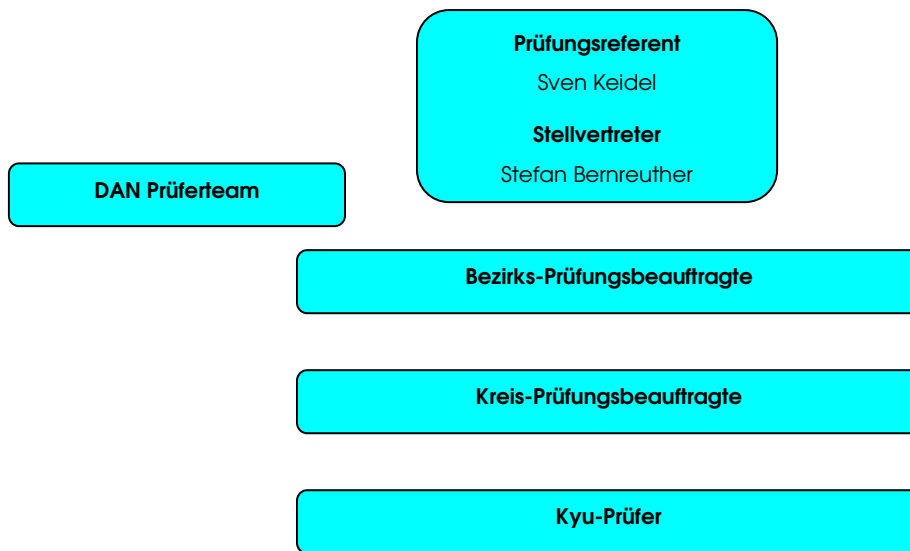 Prüfungsreferent
Sven Keidel
Stellvertreter
Stefan Bernreuther
DAN Prüferteam
Bezirks-Prüfungsbeauftragte
Kreis-Prüfungsbeauftragte
Kyu-Prüfer